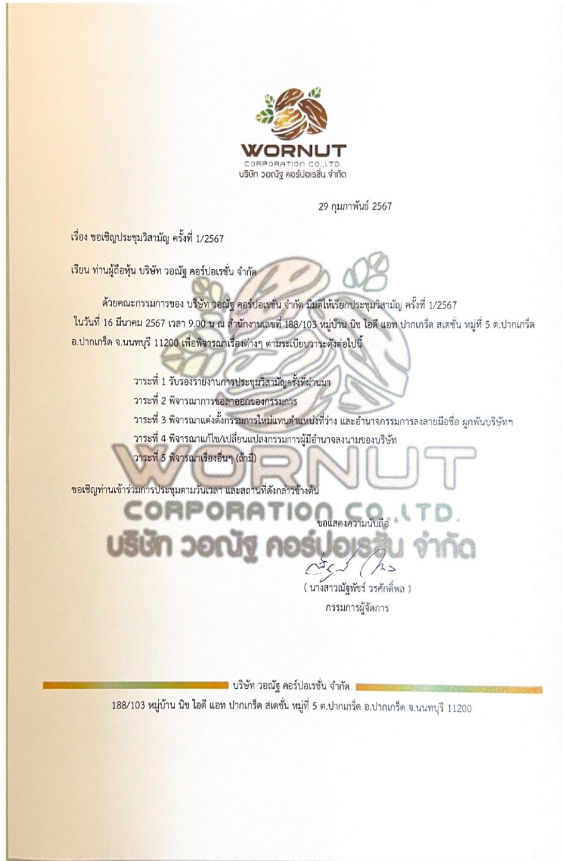 WORNUT
CORPORATION CO.,LTD.
บริษัท วอณัฐ คอร์ปอเรชั่น จำกัด
29 กุมภาพันธ์ 2567
เรื่อง ขอเชิญประชุมวิสามัญ ครั้งที่ 1/2567
เรียน ท่านผู้ถือหุ้น บริษัท วอณัฐ คอร์ปอเรชั่น จำกัด
ด้วยคณะกรรมการของ บริษัท วอณัฐ คอร์ปอเรชั่น จำกัด มีมติให้เรียกประชุมวิสามัญ ครั้งที่ 1/2567
ในวันที่ 16 มีนาคม 2567 เวลา 9.00 น ณ สำนักงานเลขที่ 188/103 หมู่บ้าน นิช ไอดี แอท ปากเกร็ด สเตชั่น หมู่ที่ 5 ต.ปากเกร็ด
อ.ปากเกร็ด จ.นนทบุรี 11200 เพื่อพิจารณาเรื่องต่างๆ ตามระเบียบวาระดังต่อไปนี้
วาระที่ 1 รับรองรายงานการประชุมวิสามัญครั้งที่ผ่านมา
วาระที่ 2 พิจารณาการขอลาออกของกรรมการ
วาระที่ 3 พิจารณาแต่งตั้งกรรมการใหม่แทนตำแหน่งที่ว่าง และอำนาจกรรมการลงลายมือชื่อ ผูกพันบริษัทฯ
วาระที่ 4 พิจารณาแก้ไข/เปลี่ยนแปลงกรรมการผู้มีอำนาจลงนามของบริษัท
วาระที่ 5 พิจารณาเรื่องอื่นๆ (ถ้ามี)
WORNUT
ขอเชิญท่านเข้าร่วมการประชุมตามวันเวลา และสถานที่ดังกล่าวข้างต้น
CORPORATION CO.,LTD.
ขอแสดงความนับถือ
บริษัท วอณัฐ คอร์ปอเรชั่น จำกัด
( นางสาวณัฐพัชร์ วรศักดิ์พล )
กรรมการผู้จัดการ
บริษัท วอณัฐ คอร์ปอเรชั่น จำกัด
188/103 หมู่บ้าน นิช ไอดี แอท ปากเกร็ด สเตชั่น หมู่ที่ 5 ต.ปากเกร็ด อ.ปากเกร็ด จ.นนทบุรี 11200